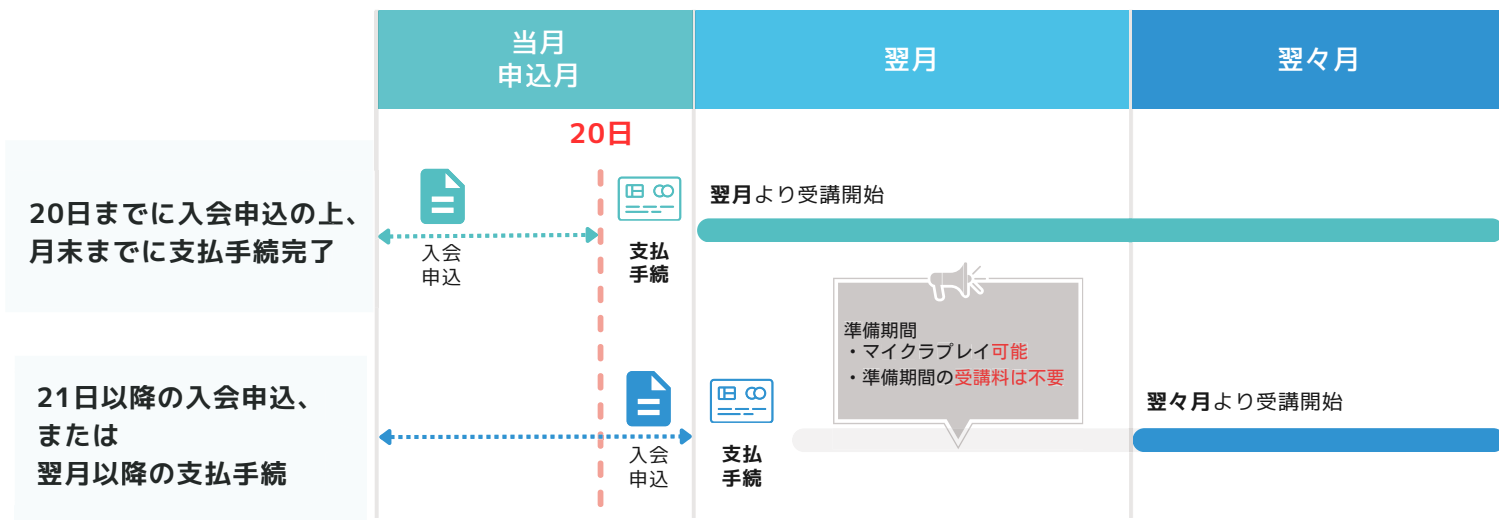 当月
申込月
翌月
翌々月
20日
20日までに入会申込の上、
月末までに支払手続完了
入会
申込
支払
手続
翌月より受講開始
準備期間
・マイクラプレイ可能
・準備期間の受講料は不要
21日以降の入会申込、
または
翌月以降の支払手続
入会
申込
支払
手続
翌々月より受講開始